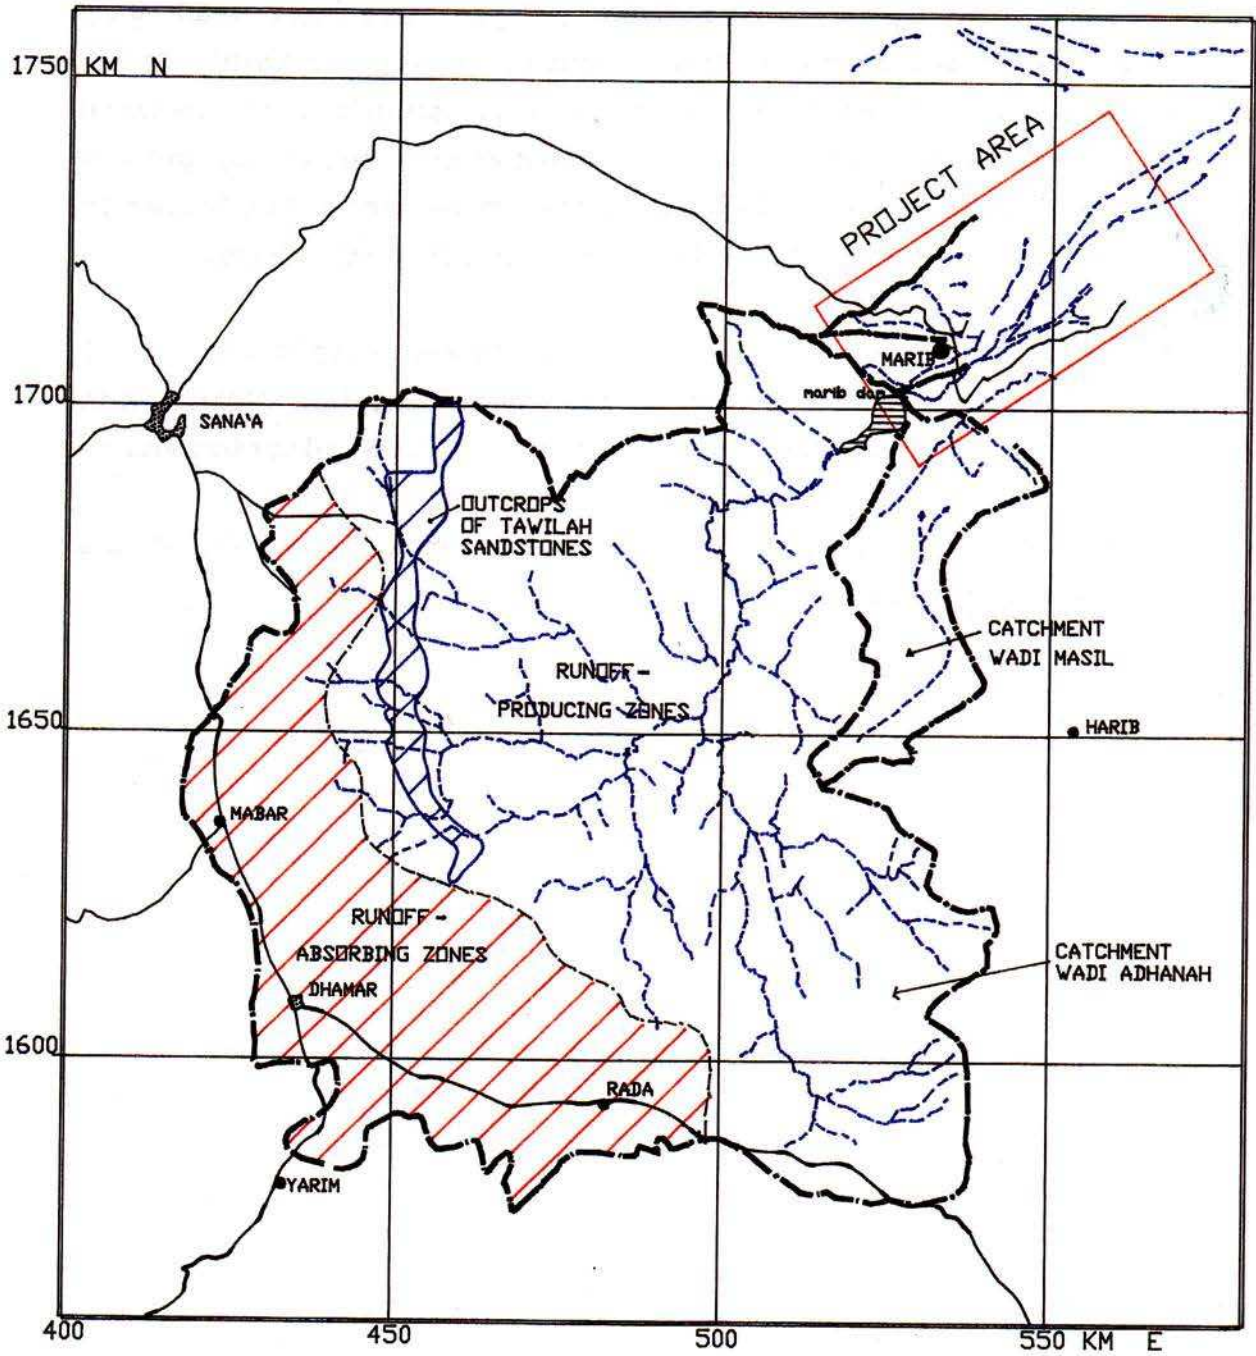 1750 KM N
PROJECT AREA
MARIB
marib dam
1700
SANA'A
OUTCROPS
OF TAWILAH
SANDSTONES
CATCHMENT
WADI MASIL
RUNOFF-
PRODUCING ZONES
1650
HARIB
MABAR
RUNOFF-
ABSORBING ZONES
CATCHMENT
WADI ADHANAH
DHAMAR
1600
RADA
YARIM
400 450 500 550 KM E